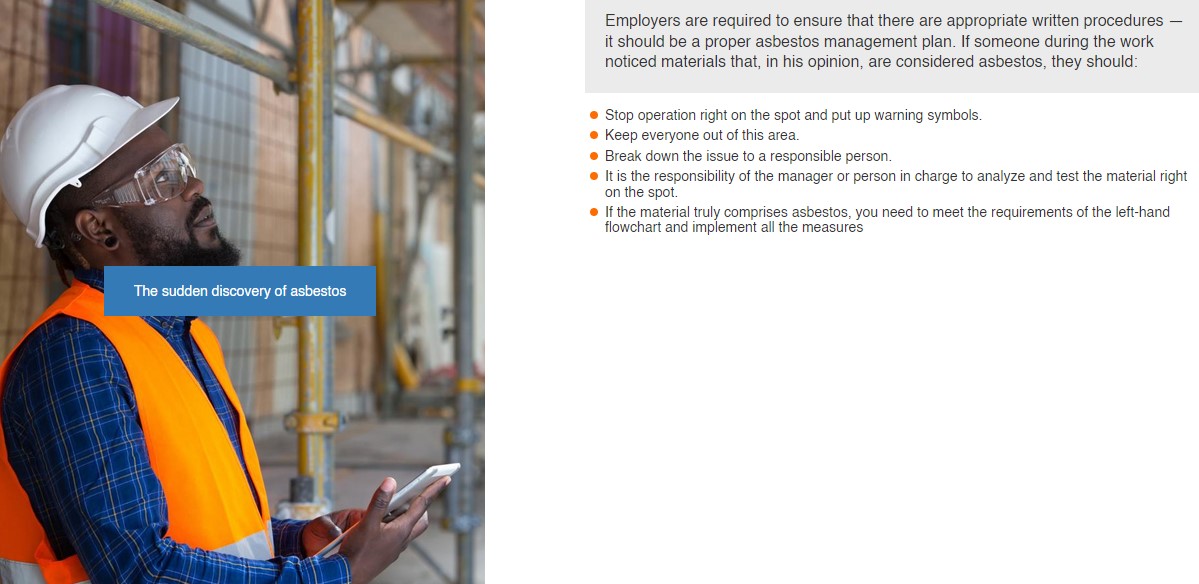 Employers are required to ensure that there are appropriate written procedures —
it should be a proper asbestos management plan. If someone during the work
noticed materials that, in his opinion, are considered asbestos, they should:
Stop operation right on the spot and put up warning symbols.
Keep everyone out of this area.
Break down the issue to a responsible person.
It is the responsibility of the manager or person in charge to analyze and test the material right
on the spot.
If the material truly comprises asbestos, you need to meet the requirements of the left-hand
flowchart and implement all the measures
The sudden discovery of asbestos